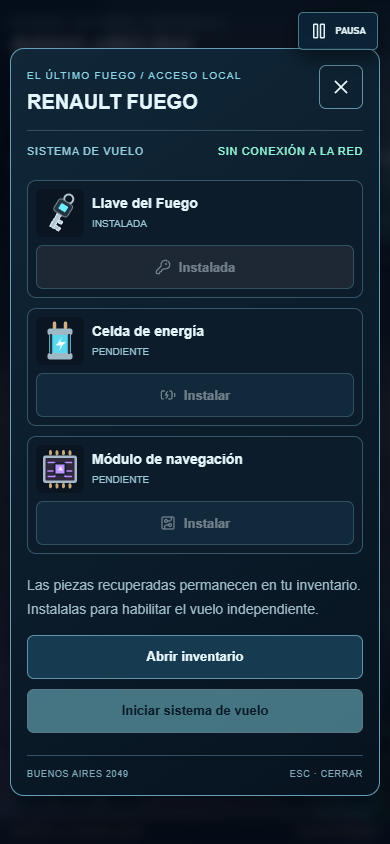 PAUSA
EL ÚLTIMO FUEGO / ACCESO LOCAL
RENAULT FUEGO
SISTEMA DE VUELO
SIN CONEXIÓN A LA RED
Llave del Fuego
INSTALADA
Instalada
Celda de energía
PENDIENTE
Instalar
Módulo de navegación
PENDIENTE
Instalar
Las piezas recuperadas permanecen en tu inventario.
Instalalas para habilitar el vuelo independiente.
Abrir inventario
Iniciar sistema de vuelo
BUENOS AIRES 2049
ESC · CERRAR